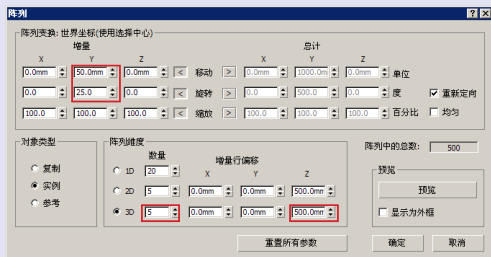 阵列
阵列变换: 世界坐标(使用选择中心)
增量 总计
X Y Z X Y Z
0.0mm 50.0mm 0.0mm < 移动 > 0.0mm 1000.0m 0.0mm 单位
0.0 25.0 0.0 < 旋转 > 0.0 500.0 0.0 度 重新定向
100.0 100.0 100.0 < 缩放 > 100.0 100.0 100.0 百分比 均匀
对象类型 阵列维度 阵列中的总数: 500
数量 增量行偏移
X Y Z
复制 1D 20 预览
实例 2D 5 0.0mm 0.0mm 500.0mm 预览
参考 3D 5 0.0mm 0.0mm 500.0mm 显示为外框
重置所有参数 确定 取消